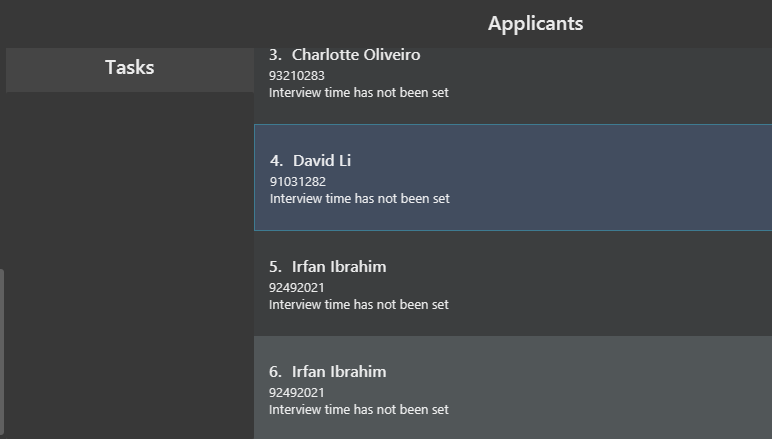 Applicants
Tasks
3. Charlotte Oliveiro
93210283
Interview time has not been set
4. David Li
91031282
Interview time has not been set
5. Irfan Ibrahim
92492021
Interview time has not been set
6. Irfan Ibrahim
92492021
Interview time has not been set